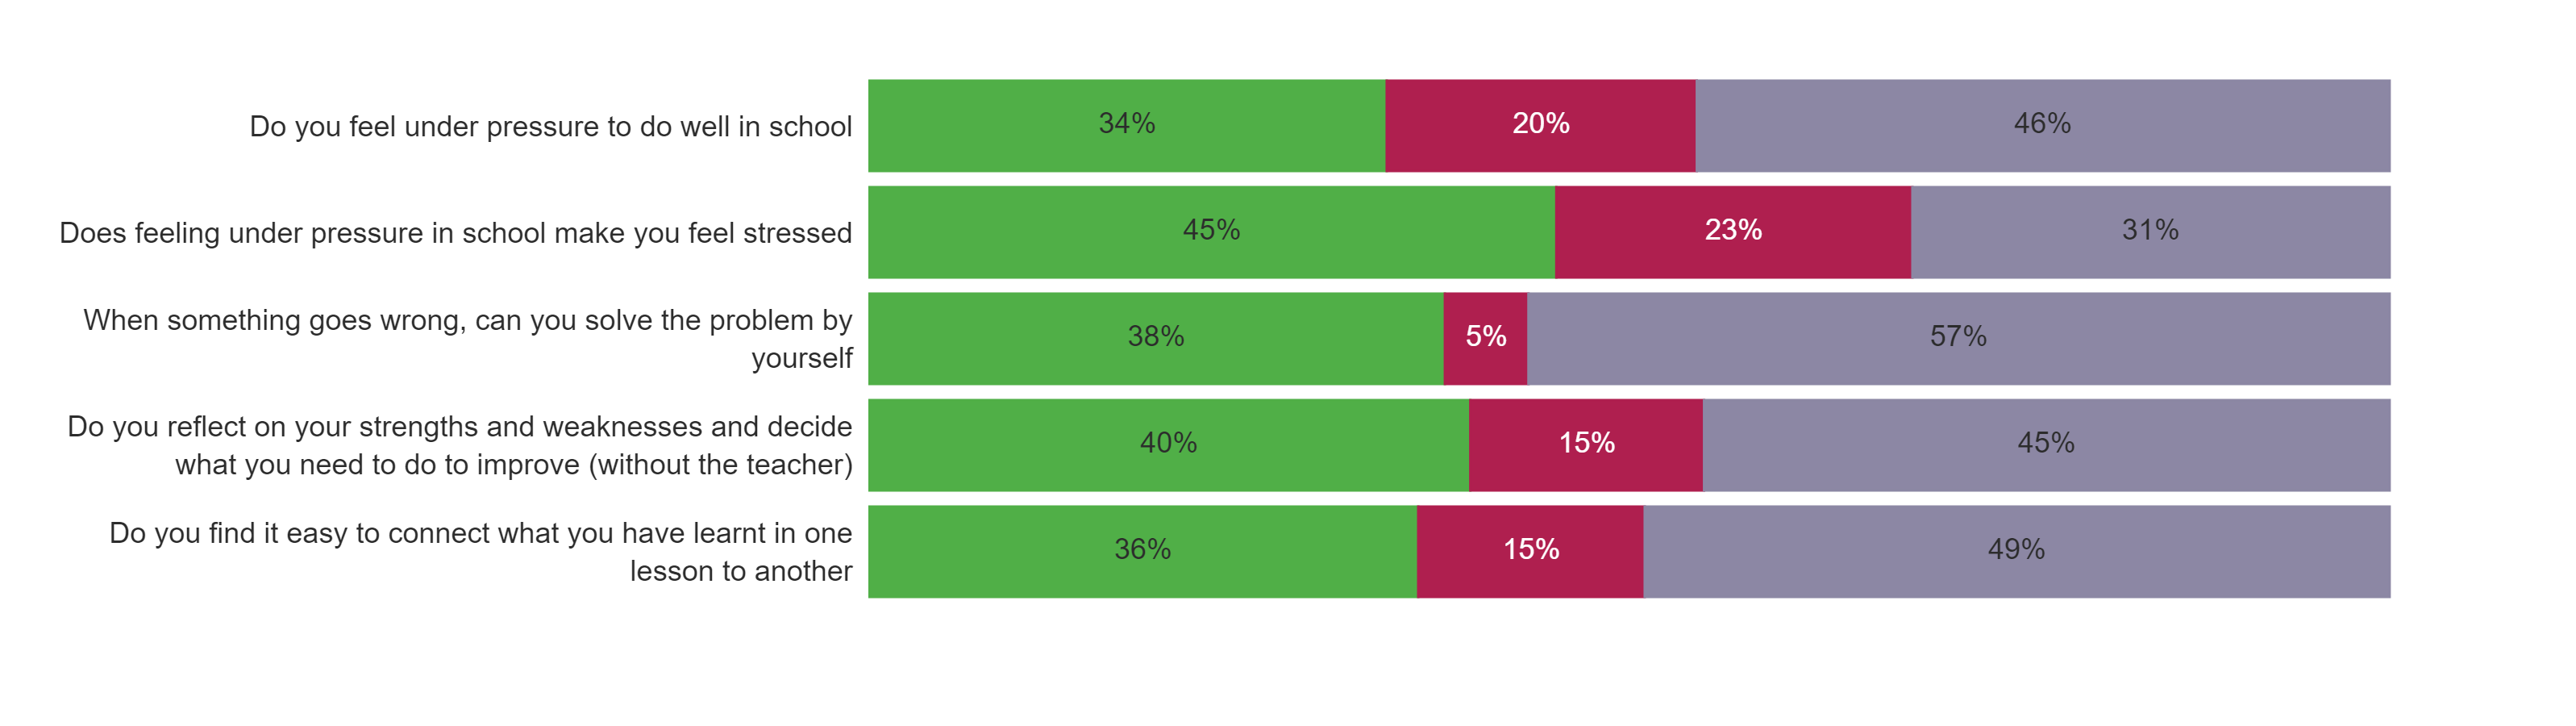 Do you feel under pressure to do well in school
34%
20%
46%
Does feeling under pressure in school make you feel stressed
45%
23%
31%
When something goes wrong, can you solve the problem by
yourself
38%
5%
57%
Do you reflect on your strengths and weaknesses and decide
what you need to do to improve (without the teacher)
40%
15%
45%
Do you find it easy to connect what you have learnt in one
lesson to another
36%
15%
49%